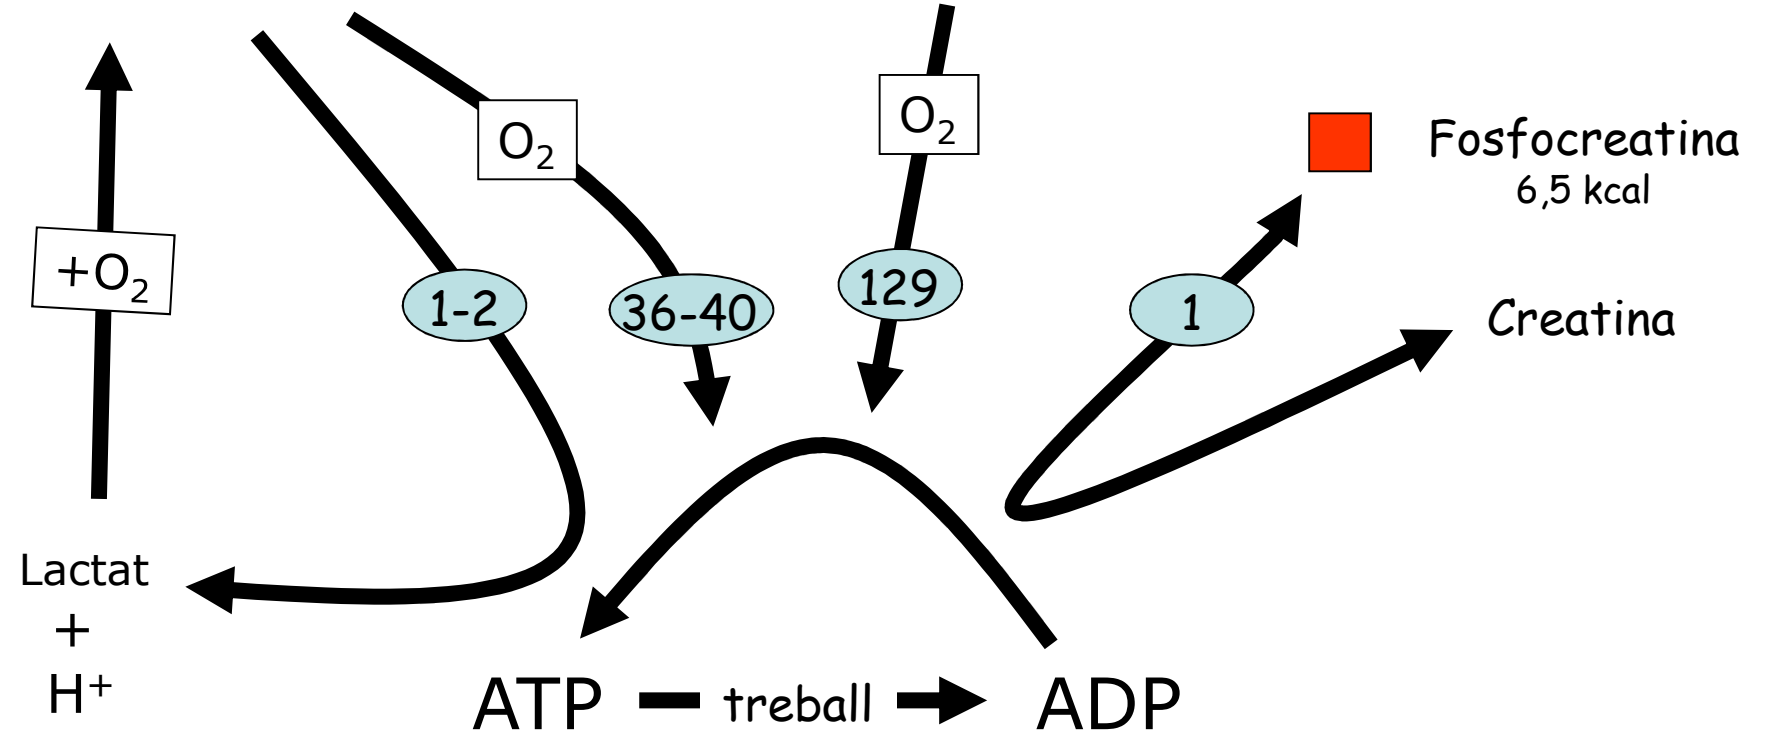 O₂
O₂
Fosfocreatina
6,5 kcal
+O₂
1-2
36-40
129
1
Creatina
Lactat
+
H⁺
ATP
treball
ADP